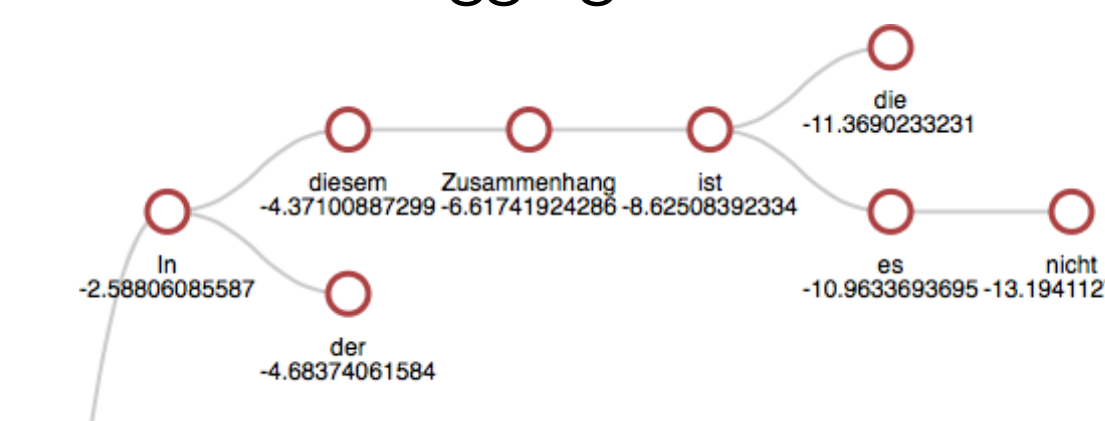 die
-11.3690233231
diesem
-4.37100887299
Zusammenhang
-6.61741924286
ist
-8.62508392334
In
-2.58806085587
es
-10.9633693695
nicht
-13.194112
der
-4.68374061584